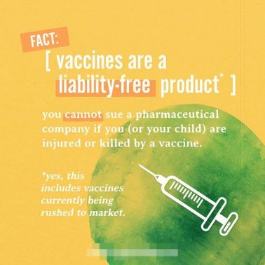 FACT:
[ vaccines are a
liability-free product* ]
you cannot sue a pharmaceutical
company if you (or your child) are
injured or killed by a vaccine.
*yes, this
includes vaccines
currently being
rushed to market.